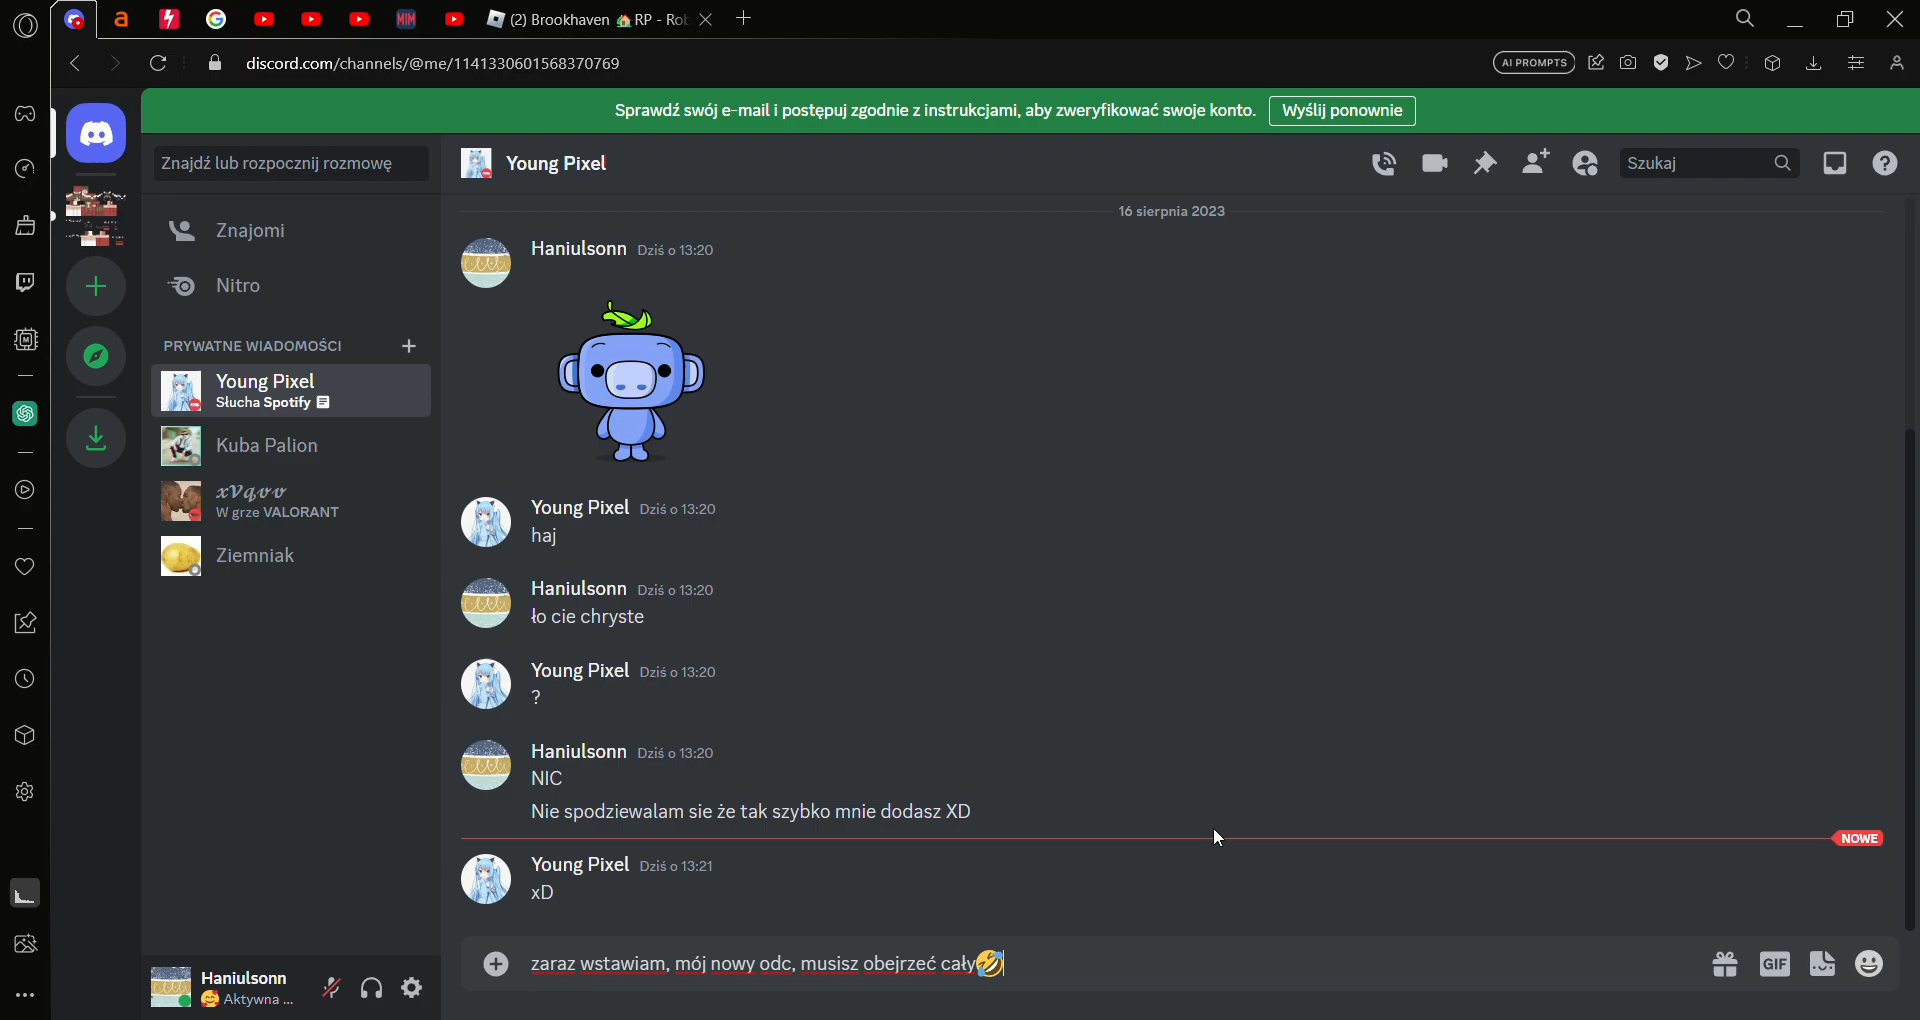 (2) Brookhaven 🏡RP - Rob
discord.com/channels/@me/1141330601568370769
AI PROMPTS
Sprawdź swój e-mail i postępuj zgodnie z instrukcjami, aby zweryfikować swoje konto. Wyślij ponownie
Znajdź lub rozpocznij rozmowę
Young Pixel
Szukaj
Znajomi
Nitro
PRYWATNE WIADOMOŚCI
Young Pixel
Słucha Spotify
Kuba Palion
xVqvv
W grze VALORANT
Ziemniak
Haniulsonn
🥰 Aktywna ...
16 sierpnia 2023
Haniulsonn Dziś o 13:20
Young Pixel Dziś o 13:20
haj
Haniulsonn Dziś o 13:20
ło cie chryste
Young Pixel Dziś o 13:20
?
Haniulsonn Dziś o 13:20
NIC
Nie spodziewalam sie że tak szybko mnie dodasz XD
NOWE
Young Pixel Dziś o 13:21
xD
zaraz wstawiam, mój nowy odc, musisz obejrzeć cały🤣
GIF